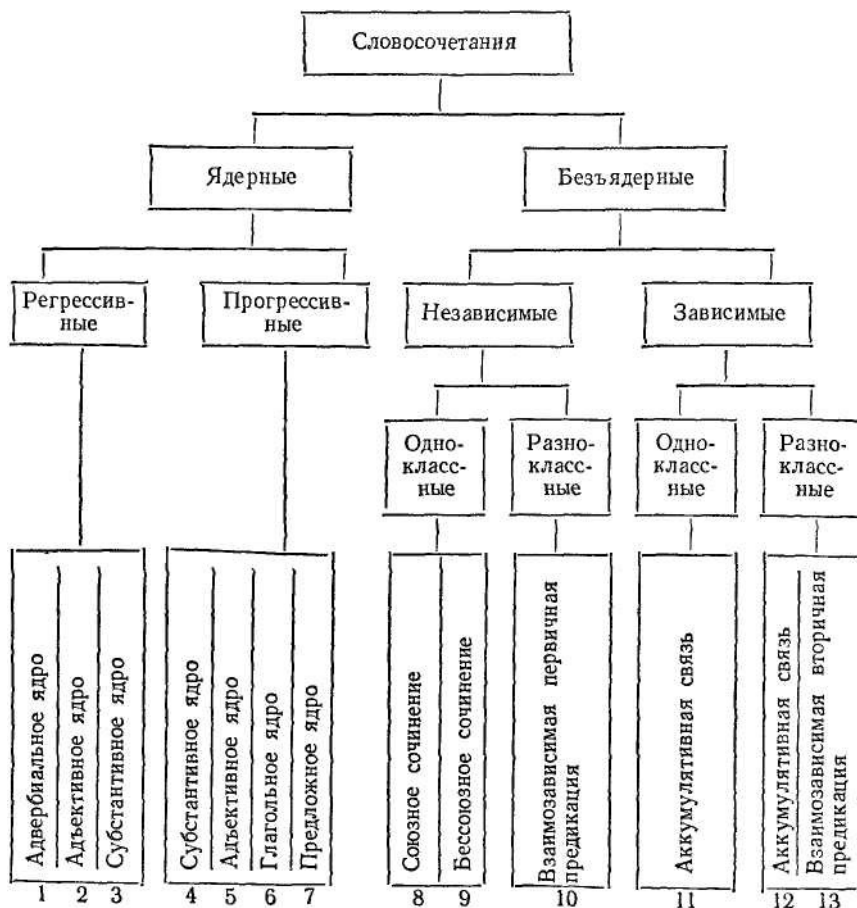 Словосочетания
Ядерные
Безъядерные
Регрессив-
ные
Прогрессив-
ные
Независимые
Зависимые
Одно-
класс-
ные
Разно-
класс-
ные
Одно-
класс-
ные
Разно-
класс-
ные
Адвербиальное ядро
Адъективное ядро
Субстантивное ядро
Субстантивное ядро
Адъективное ядро
Глагольное ядро
Предложное ядро
Союзное сочинение
Бессоюзное сочинение
Взаимозависимая первичная
предикация
Аккумулятивная связь
Аккумулятивная связь
Взаимозависимая вторичная
предикация
1 2 3 4 5 6 7 8 9 10 11 12 13